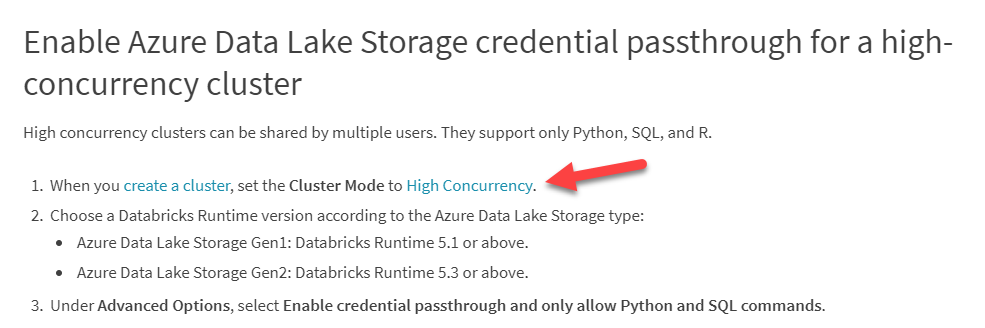 Enable Azure Data Lake Storage credential passthrough for a high-
concurrency cluster
High concurrency clusters can be shared by multiple users. They support only Python, SQL, and R.
1. When you create a cluster, set the Cluster Mode to High Concurrency.
2. Choose a Databricks Runtime version according to the Azure Data Lake Storage type:
• Azure Data Lake Storage Gen1: Databricks Runtime 5.1 or above.
• Azure Data Lake Storage Gen2: Databricks Runtime 5.3 or above.
3. Under Advanced Options, select Enable credential passthrough and only allow Python and SQL commands.